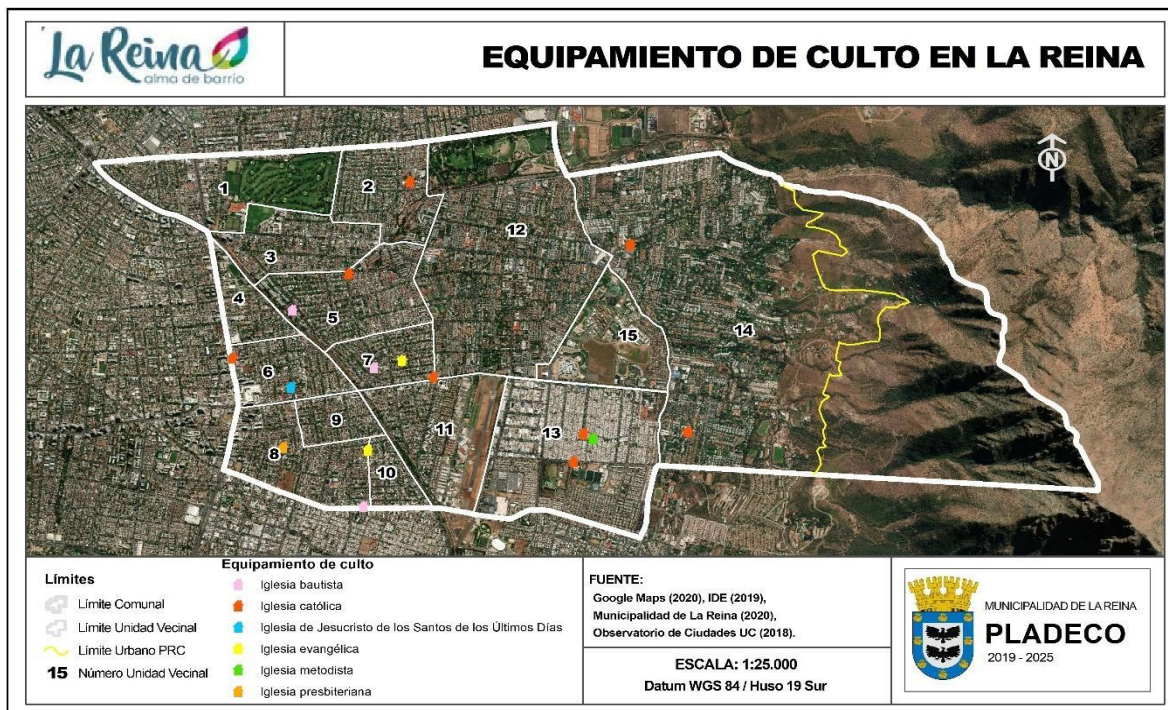 La Reina
alma de barrio
EQUIPAMIENTO DE CULTO EN LA REINA
N
1
2
12
3
4
5
14
15
7
6
9
11
13
8
10
Límites
Límite Comunal
Límite Unidad Vecinal
Límite Urbano PRC
15 Número Unidad Vecinal
Equipamiento de culto
Iglesia bautista
Iglesia católica
Iglesia de Jesucristo de los Santos de los Últimos Días
Iglesia evangélica
Iglesia metodista
Iglesia presbiteriana
FUENTE:
Google Maps (2020), IDE (2019),
Municipalidad de La Reina (2020),
Observatorio de Ciudades UC (2018).
ESCALA: 1:25.000
Datum WGS 84 / Huso 19 Sur
MUNICIPALIDAD DE LA REINA
PLADECO
2019 - 2025